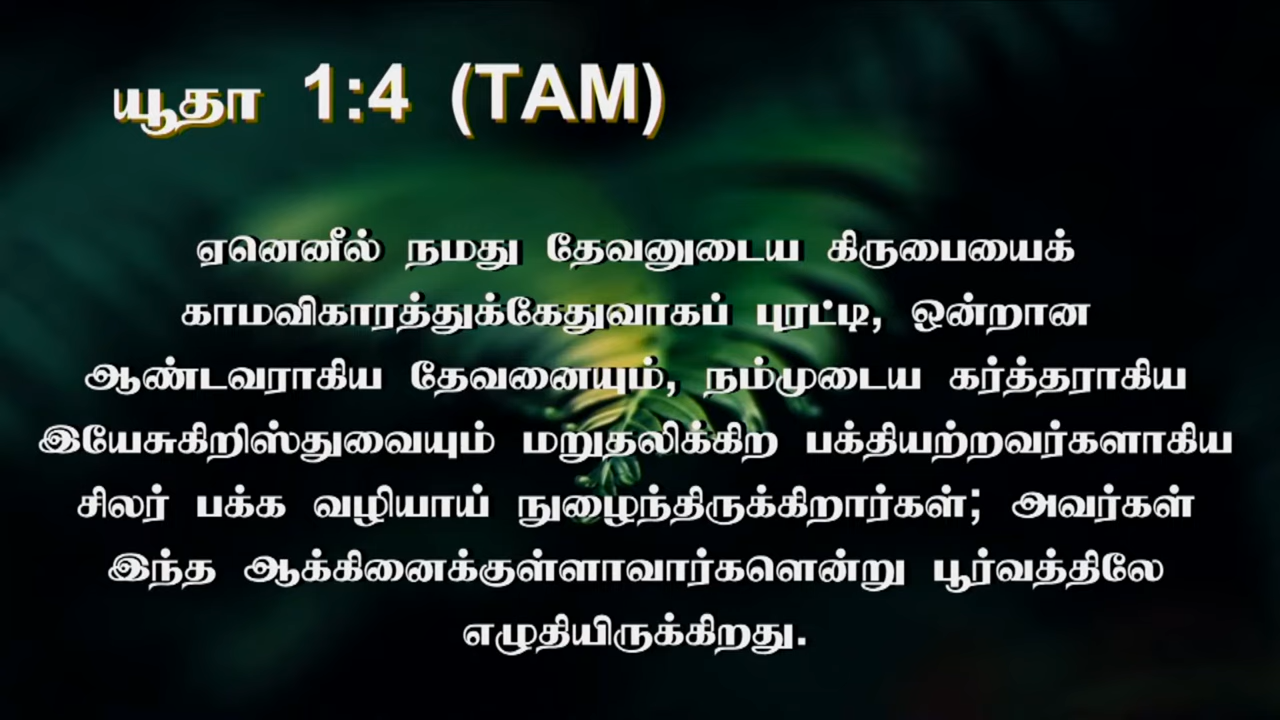 யூதா 1:4 (TAM)
ஏனெனில் நமது தேவனுடைய கிருபையைக்
காமவிகாரத்துக்கேதுவாகப் புரட்டி, ஒன்றான
ஆண்டவராகிய தேவனையும், நம்முடைய கர்த்தராகிய
இயேசுகிறிஸ்துவையும் மறுதலிக்கிற பக்தியற்றவர்களாகிய
சிலர் பக்க வழியாய் நுழைந்திருக்கிறார்கள்; அவர்கள்
இந்த ஆக்கினைக்குள்ளாவார்களென்று பூர்வத்திலே
எழுதியிருக்கிறது.